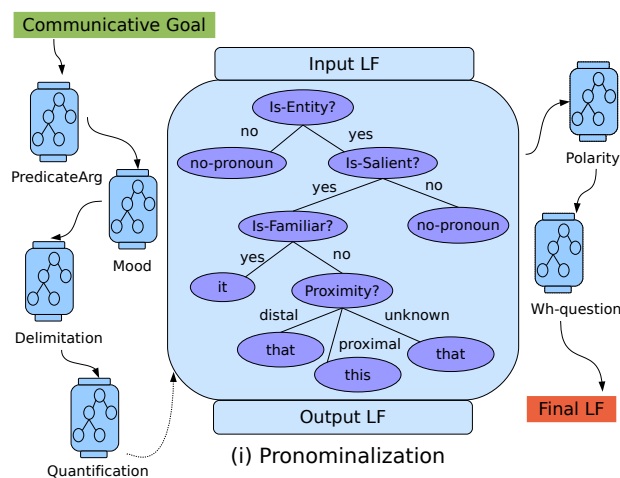 Communicative Goal
PredicateArg
Mood
Delimitation
Quantification
Input LF
Is-Entity?
no
yes
no-pronoun
Is-Salient?
yes
no
Is-Familiar?
no-pronoun
yes
no
it
Proximity?
distal
unknown
proximal
that
this
that
Output LF
(i) Pronominalization
Polarity
Wh-question
Final LF